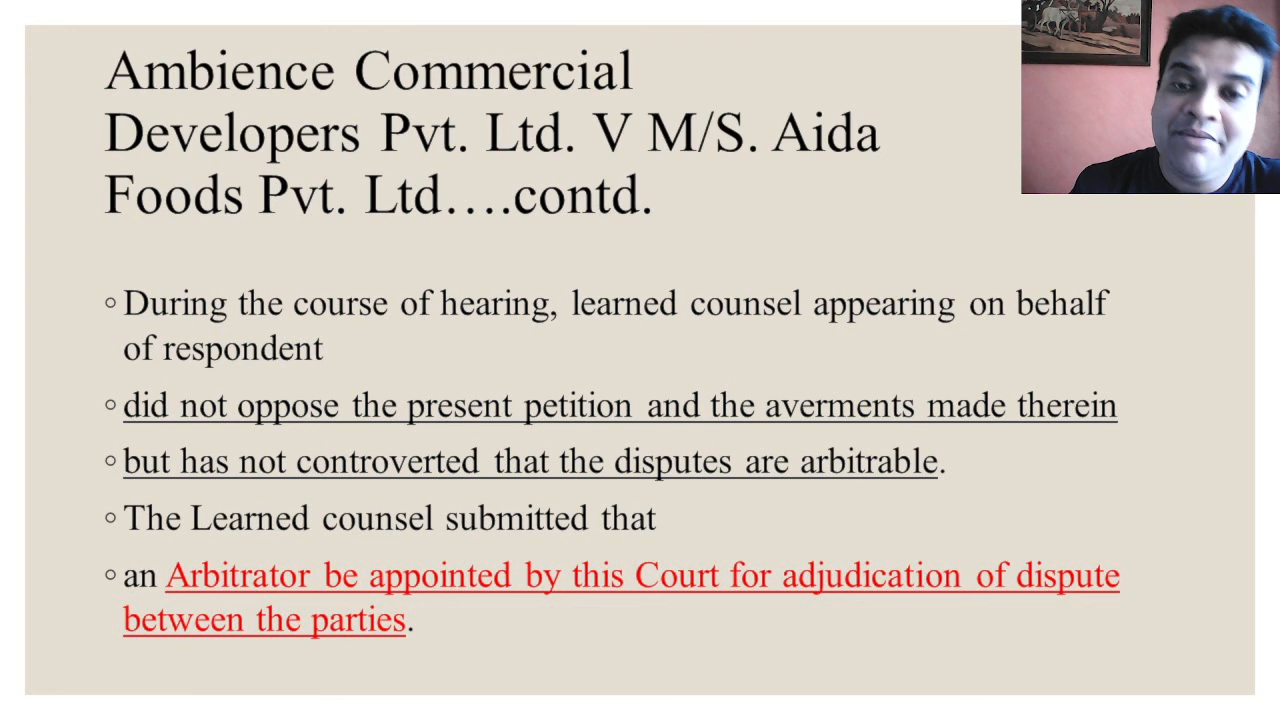 Ambience Commercial
Developers Pvt. Ltd. V M/S. Aida
Foods Pvt. Ltd….contd.
◦ During the course of hearing, learned counsel appearing on behalf
of respondent
◦ did not oppose the present petition and the averments made therein
◦ but has not controverted that the disputes are arbitrable.
◦ The Learned counsel submitted that
◦ an Arbitrator be appointed by this Court for adjudication of dispute
between the parties.